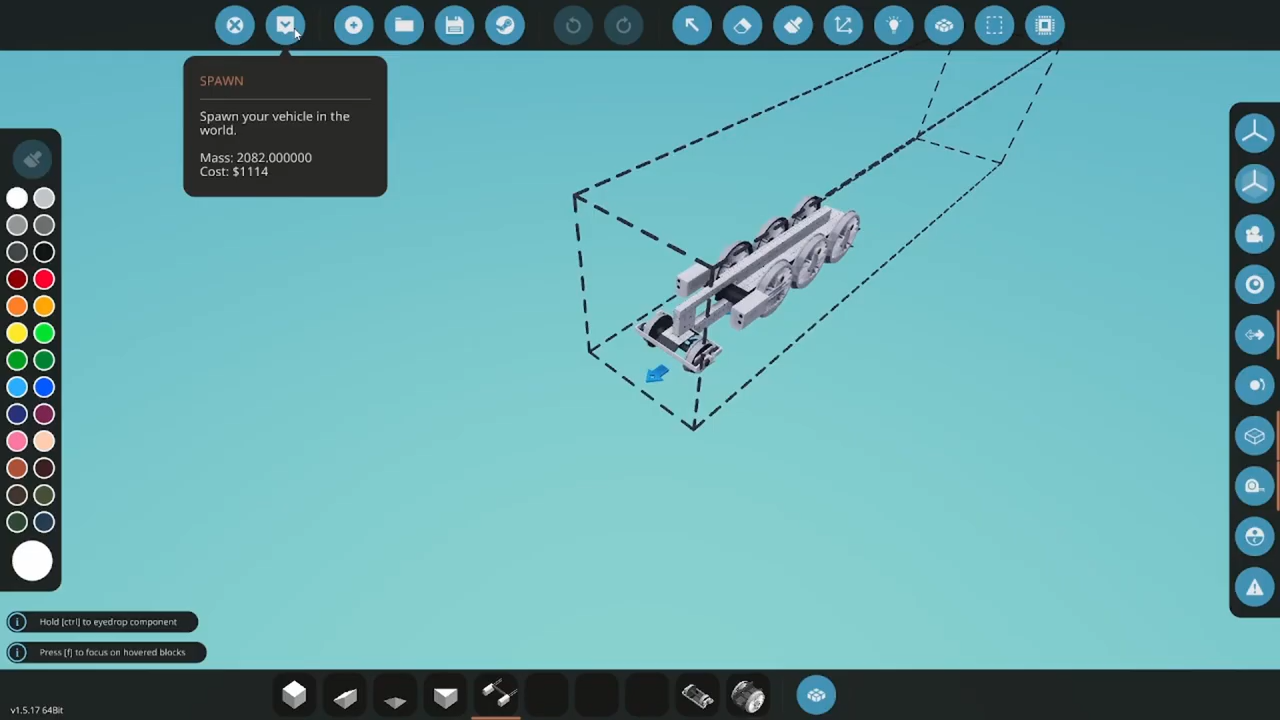 SPAWN
Spawn your vehicle in the
world.
Mass: 2082.000000
Cost: $1114
Hold [ctrl] to eyedrop component
Press [f] to focus on hovered blocks
v1.5.17 64Bit